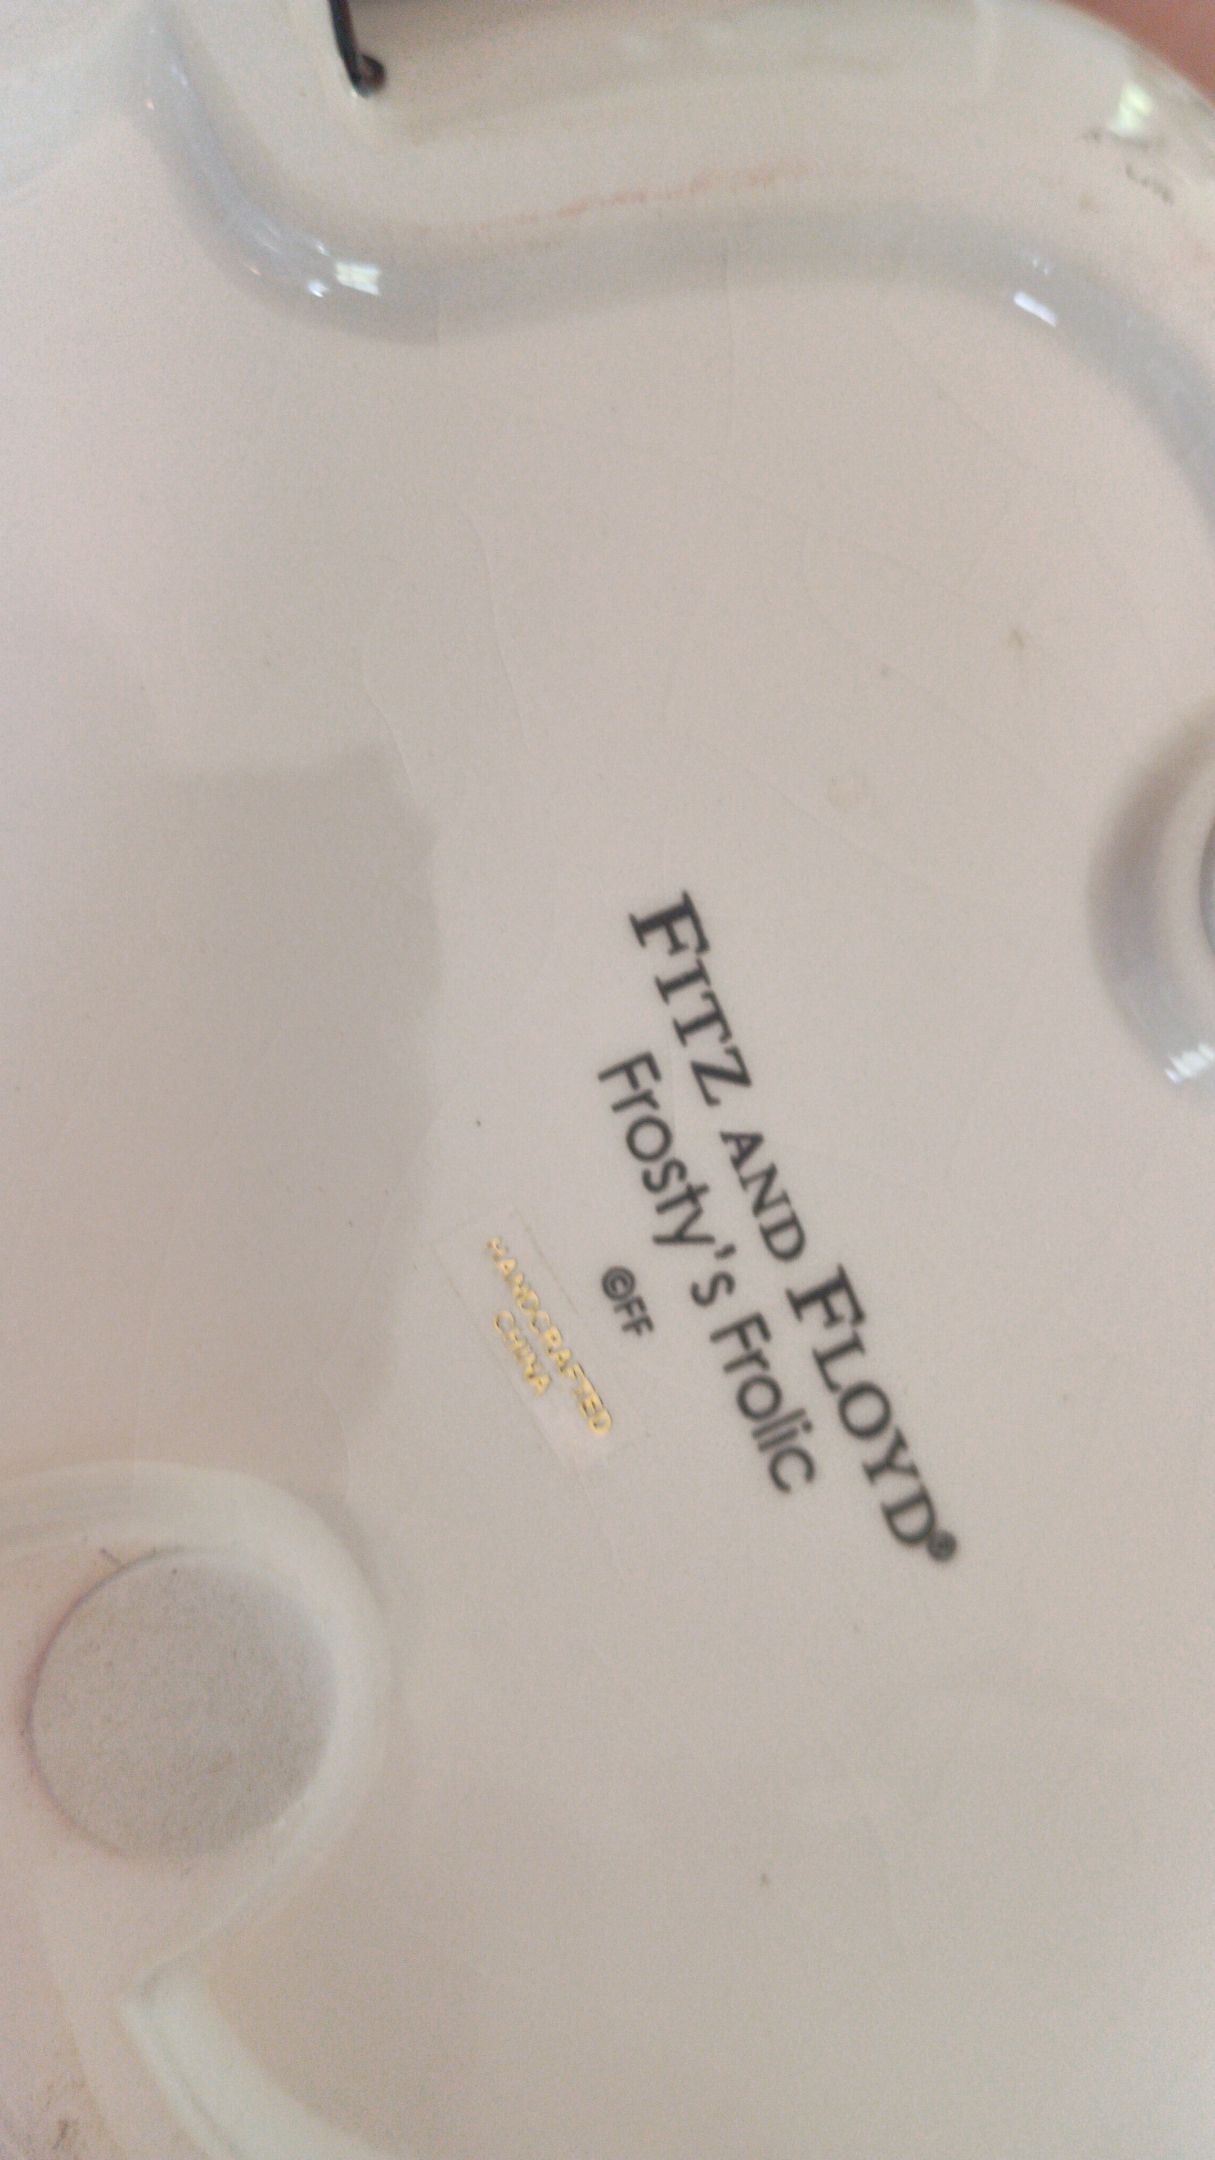 FITZ AND FLOYD®
Frosty's Frolic
©FF
HANDCRAFTED
CHINA